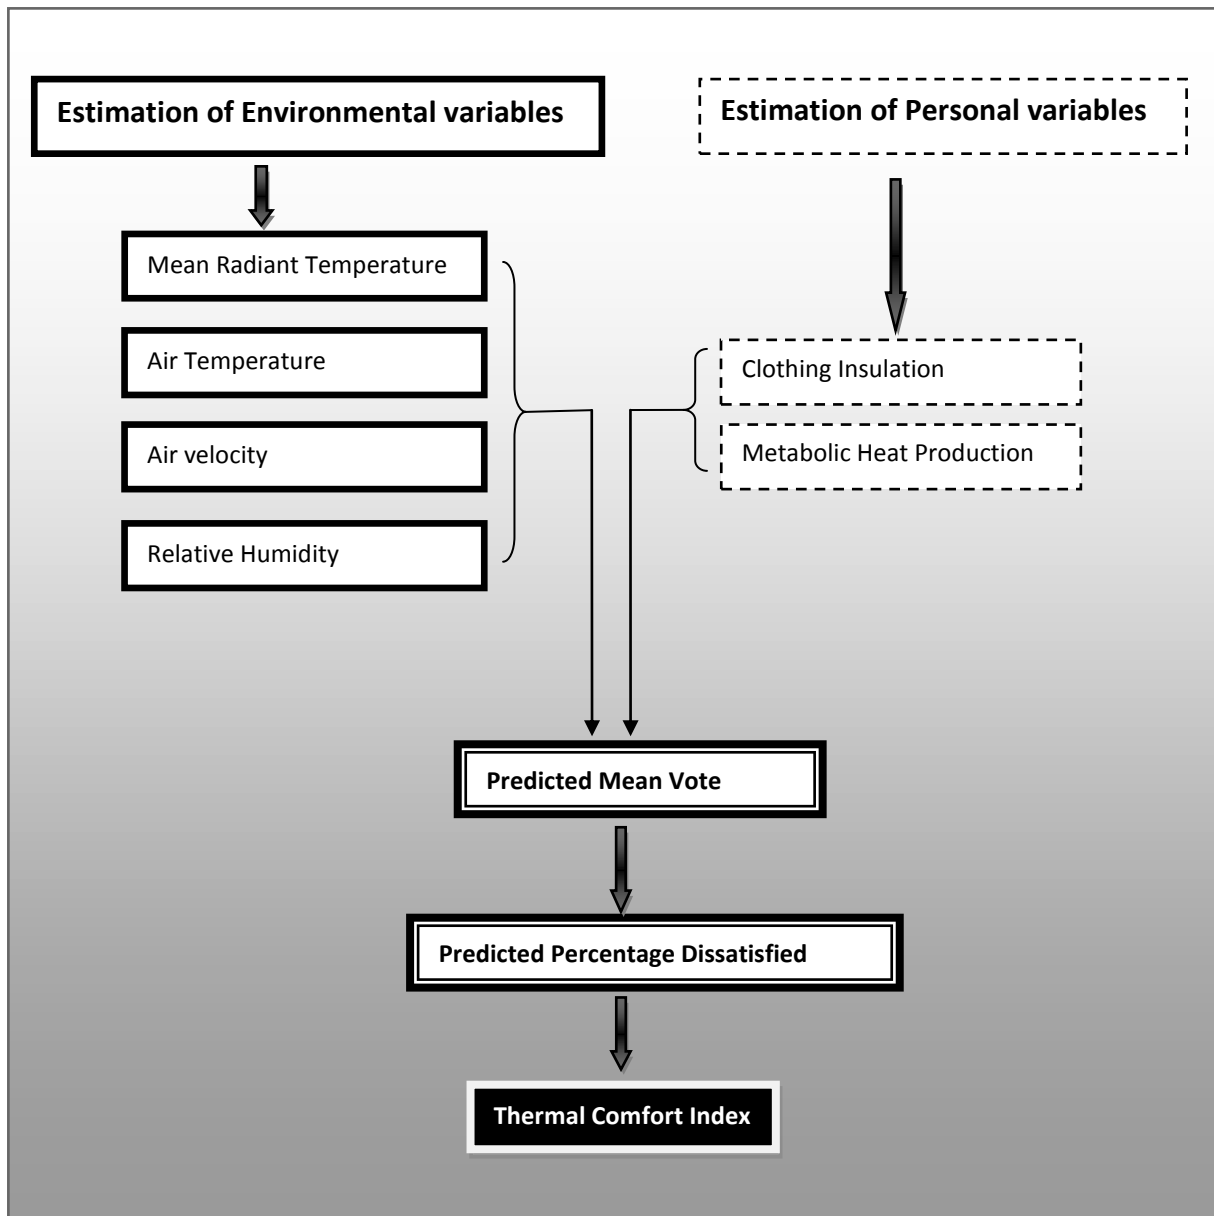 Estimation of Environmental variables
Estimation of Personal variables
Mean Radiant Temperature
Air Temperature
Air velocity
Relative Humidity
Clothing Insulation
Metabolic Heat Production
Predicted Mean Vote
Predicted Percentage Dissatisfied
Thermal Comfort Index